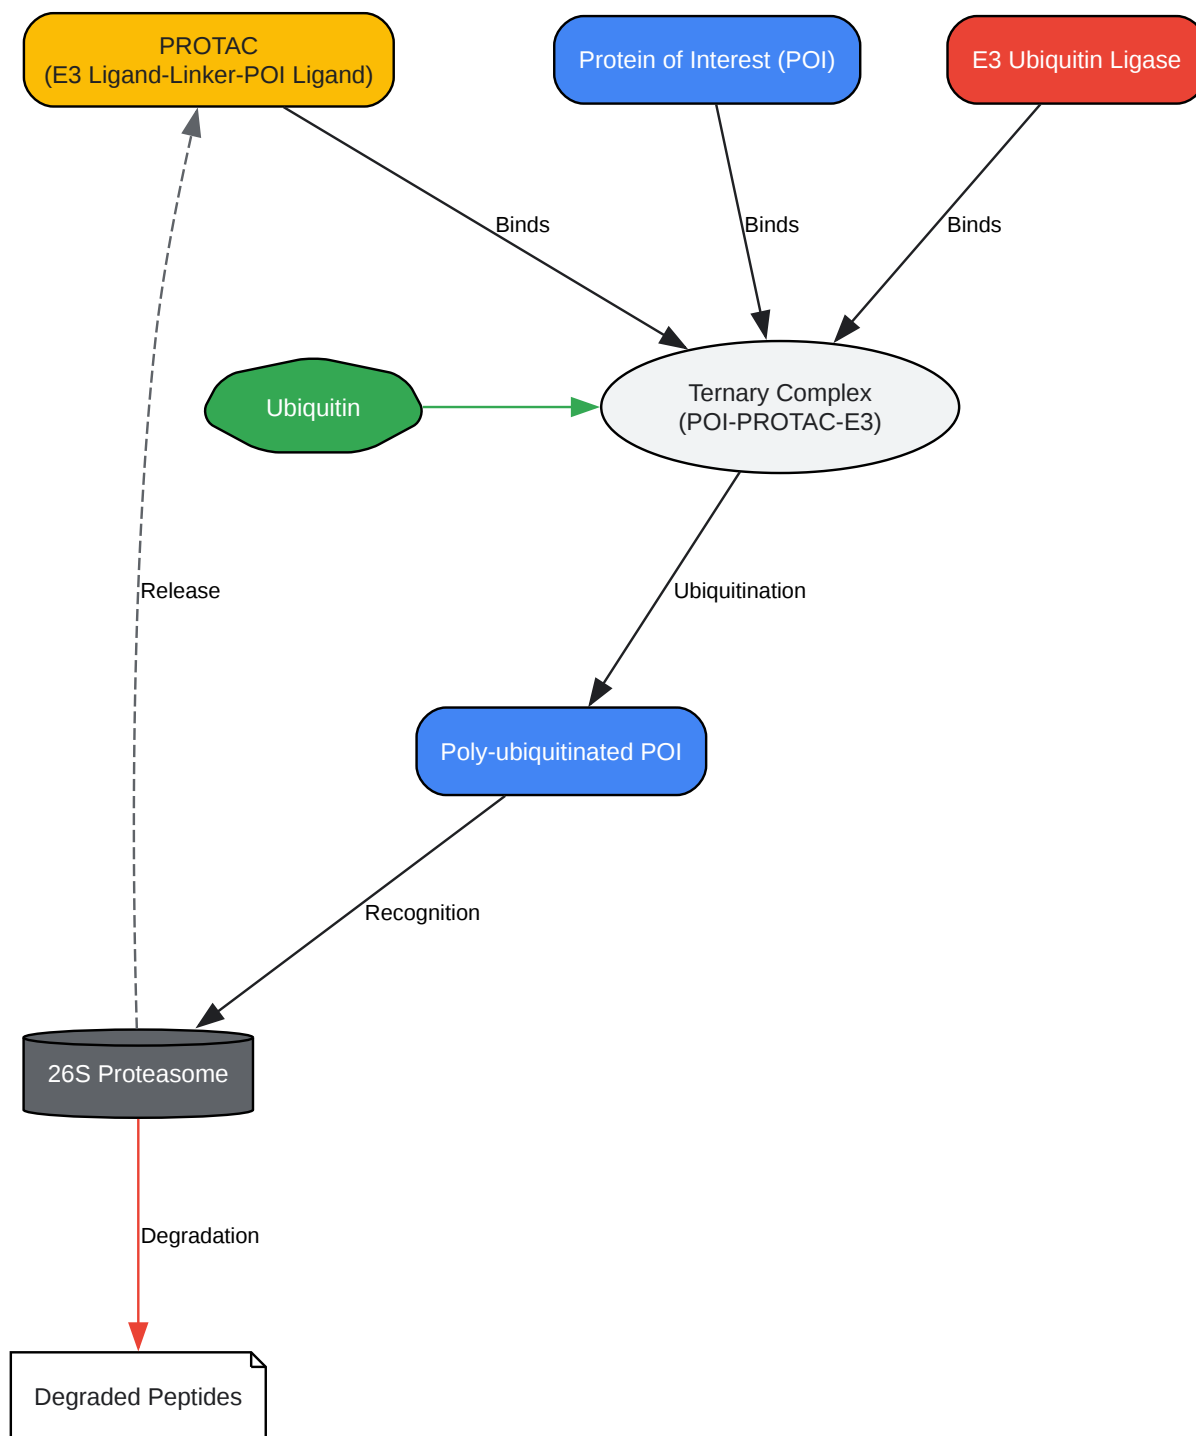 PROTAC
(E3 Ligand-Linker-POI Ligand)
Protein of Interest (POI)
E3 Ubiquitin Ligase
Binds
Binds
Binds
Ubiquitin
Ternary Complex
(POI-PROTAC-E3)
Release
Ubiquitination
Poly-ubiquitinated POI
Recognition
26S Proteasome
Degradation
Degraded Peptides